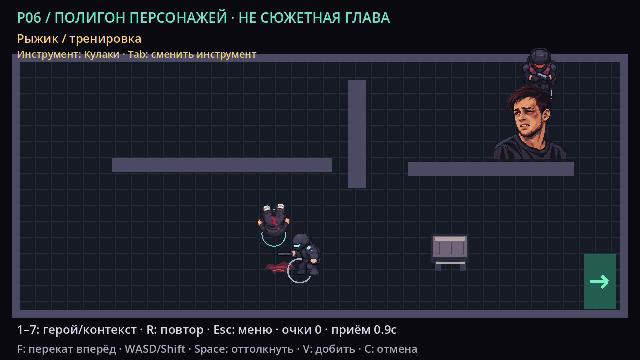 P06 / ПОЛИГОН ПЕРСОНАЖЕЙ · НЕ СЮЖЕТНАЯ ГЛАВА
Рыжик / тренировка
Инструмент: Кулаки · Tab: сменить инструмент
1–7: герой/контекст · R: повтор · Esc: меню · очки 0 · приём 0.9с
F: перекат вперёд · WASD/Shift · Space: оттолкнуть · V: добить · C: отмена